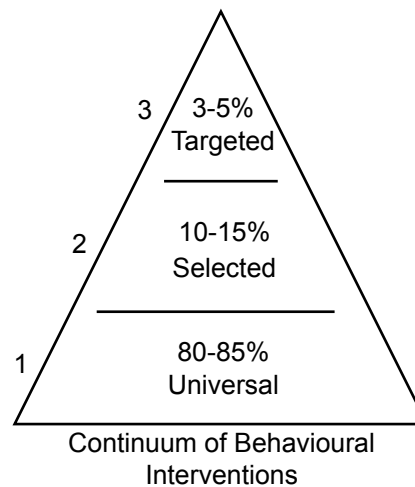 3
3-5%
Targeted
2
10-15%
Selected
1
80-85%
Universal
Continuum of Behavioural
Interventions